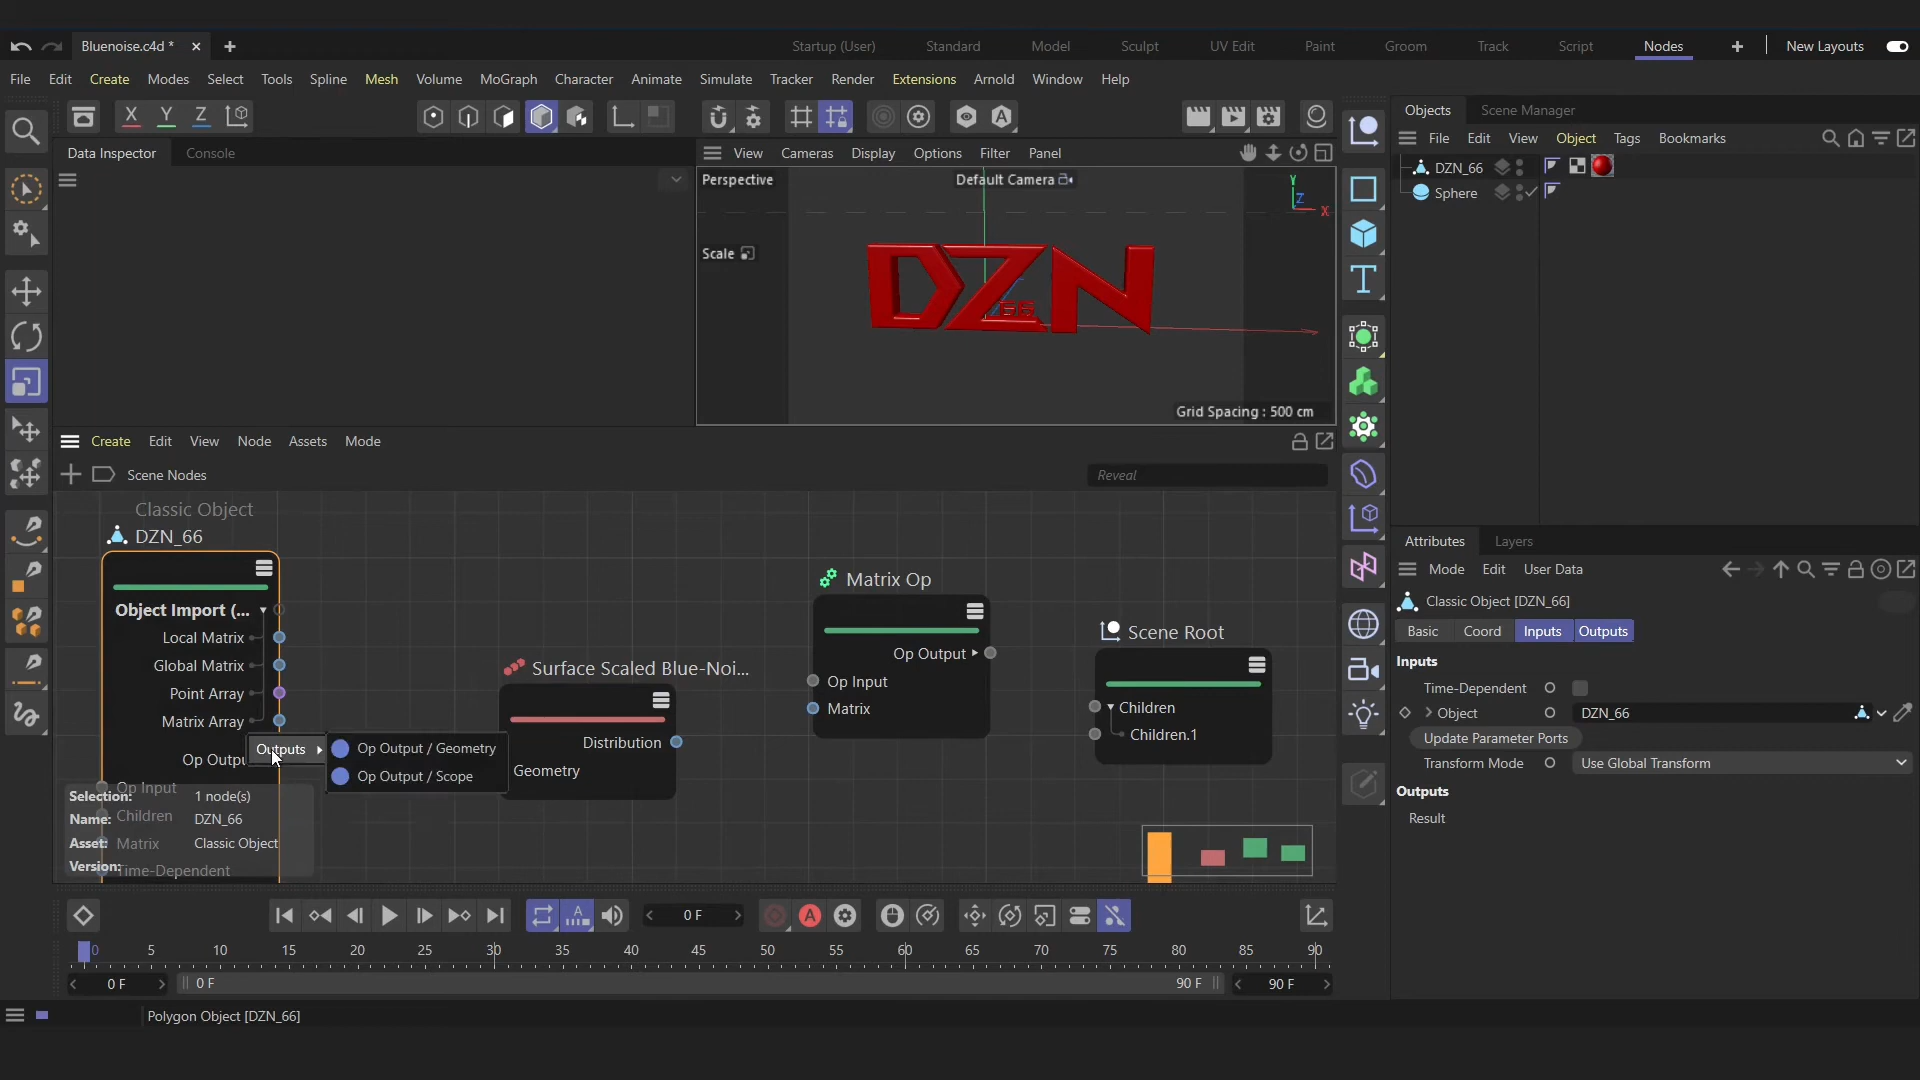 Bluenoise.c4d *
Startup (User)
Standard
Model
Sculpt
UV Edit
Paint
Groom
Track
Script
Nodes
New Layouts
File Edit Create Modes Select Tools Spline Mesh Volume MoGraph Character Animate Simulate Tracker Render Extensions Arnold Window Help
X Y Z
A
Objects
Scene Manager
File Edit View Object Tags Bookmarks
DZN_66
Sphere
Data Inspector
Console
View Cameras Display Options Filter Panel
Perspective
Default Camera
Y
Z
X
Scale
DZN
66
Grid Spacing : 500 cm
Create Edit View Node Assets Mode
Scene Nodes
Reveal
Classic Object
DZN_66
Object Import (...
Local Matrix
Global Matrix
Point Array
Matrix Array
Op Outpu
Outputs
Op Output / Geometry
Op Output / Scope
Op Input
Children
Matrix
Time-Dependent
Selection: 1 node(s)
Name: DZN_66
Asset: Classic Object
Version:
Surface Scaled Blue-Noi...
Distribution
Geometry
Matrix Op
Op Output
Op Input
Matrix
Scene Root
Children
Children.1
Attributes
Layers
Mode Edit User Data
Classic Object [DZN_66]
Basic Coord Inputs Outputs
Inputs
Time-Dependent
Object DZN_66
Update Parameter Ports
Transform Mode Use Global Transform
Outputs
Result
A
0 F
A
0 5 10 15 20 25 30 35 40 45 50 55 60 65 70 75 80 85 90
0 F
0 F
90 F
90 F
Polygon Object [DZN_66]